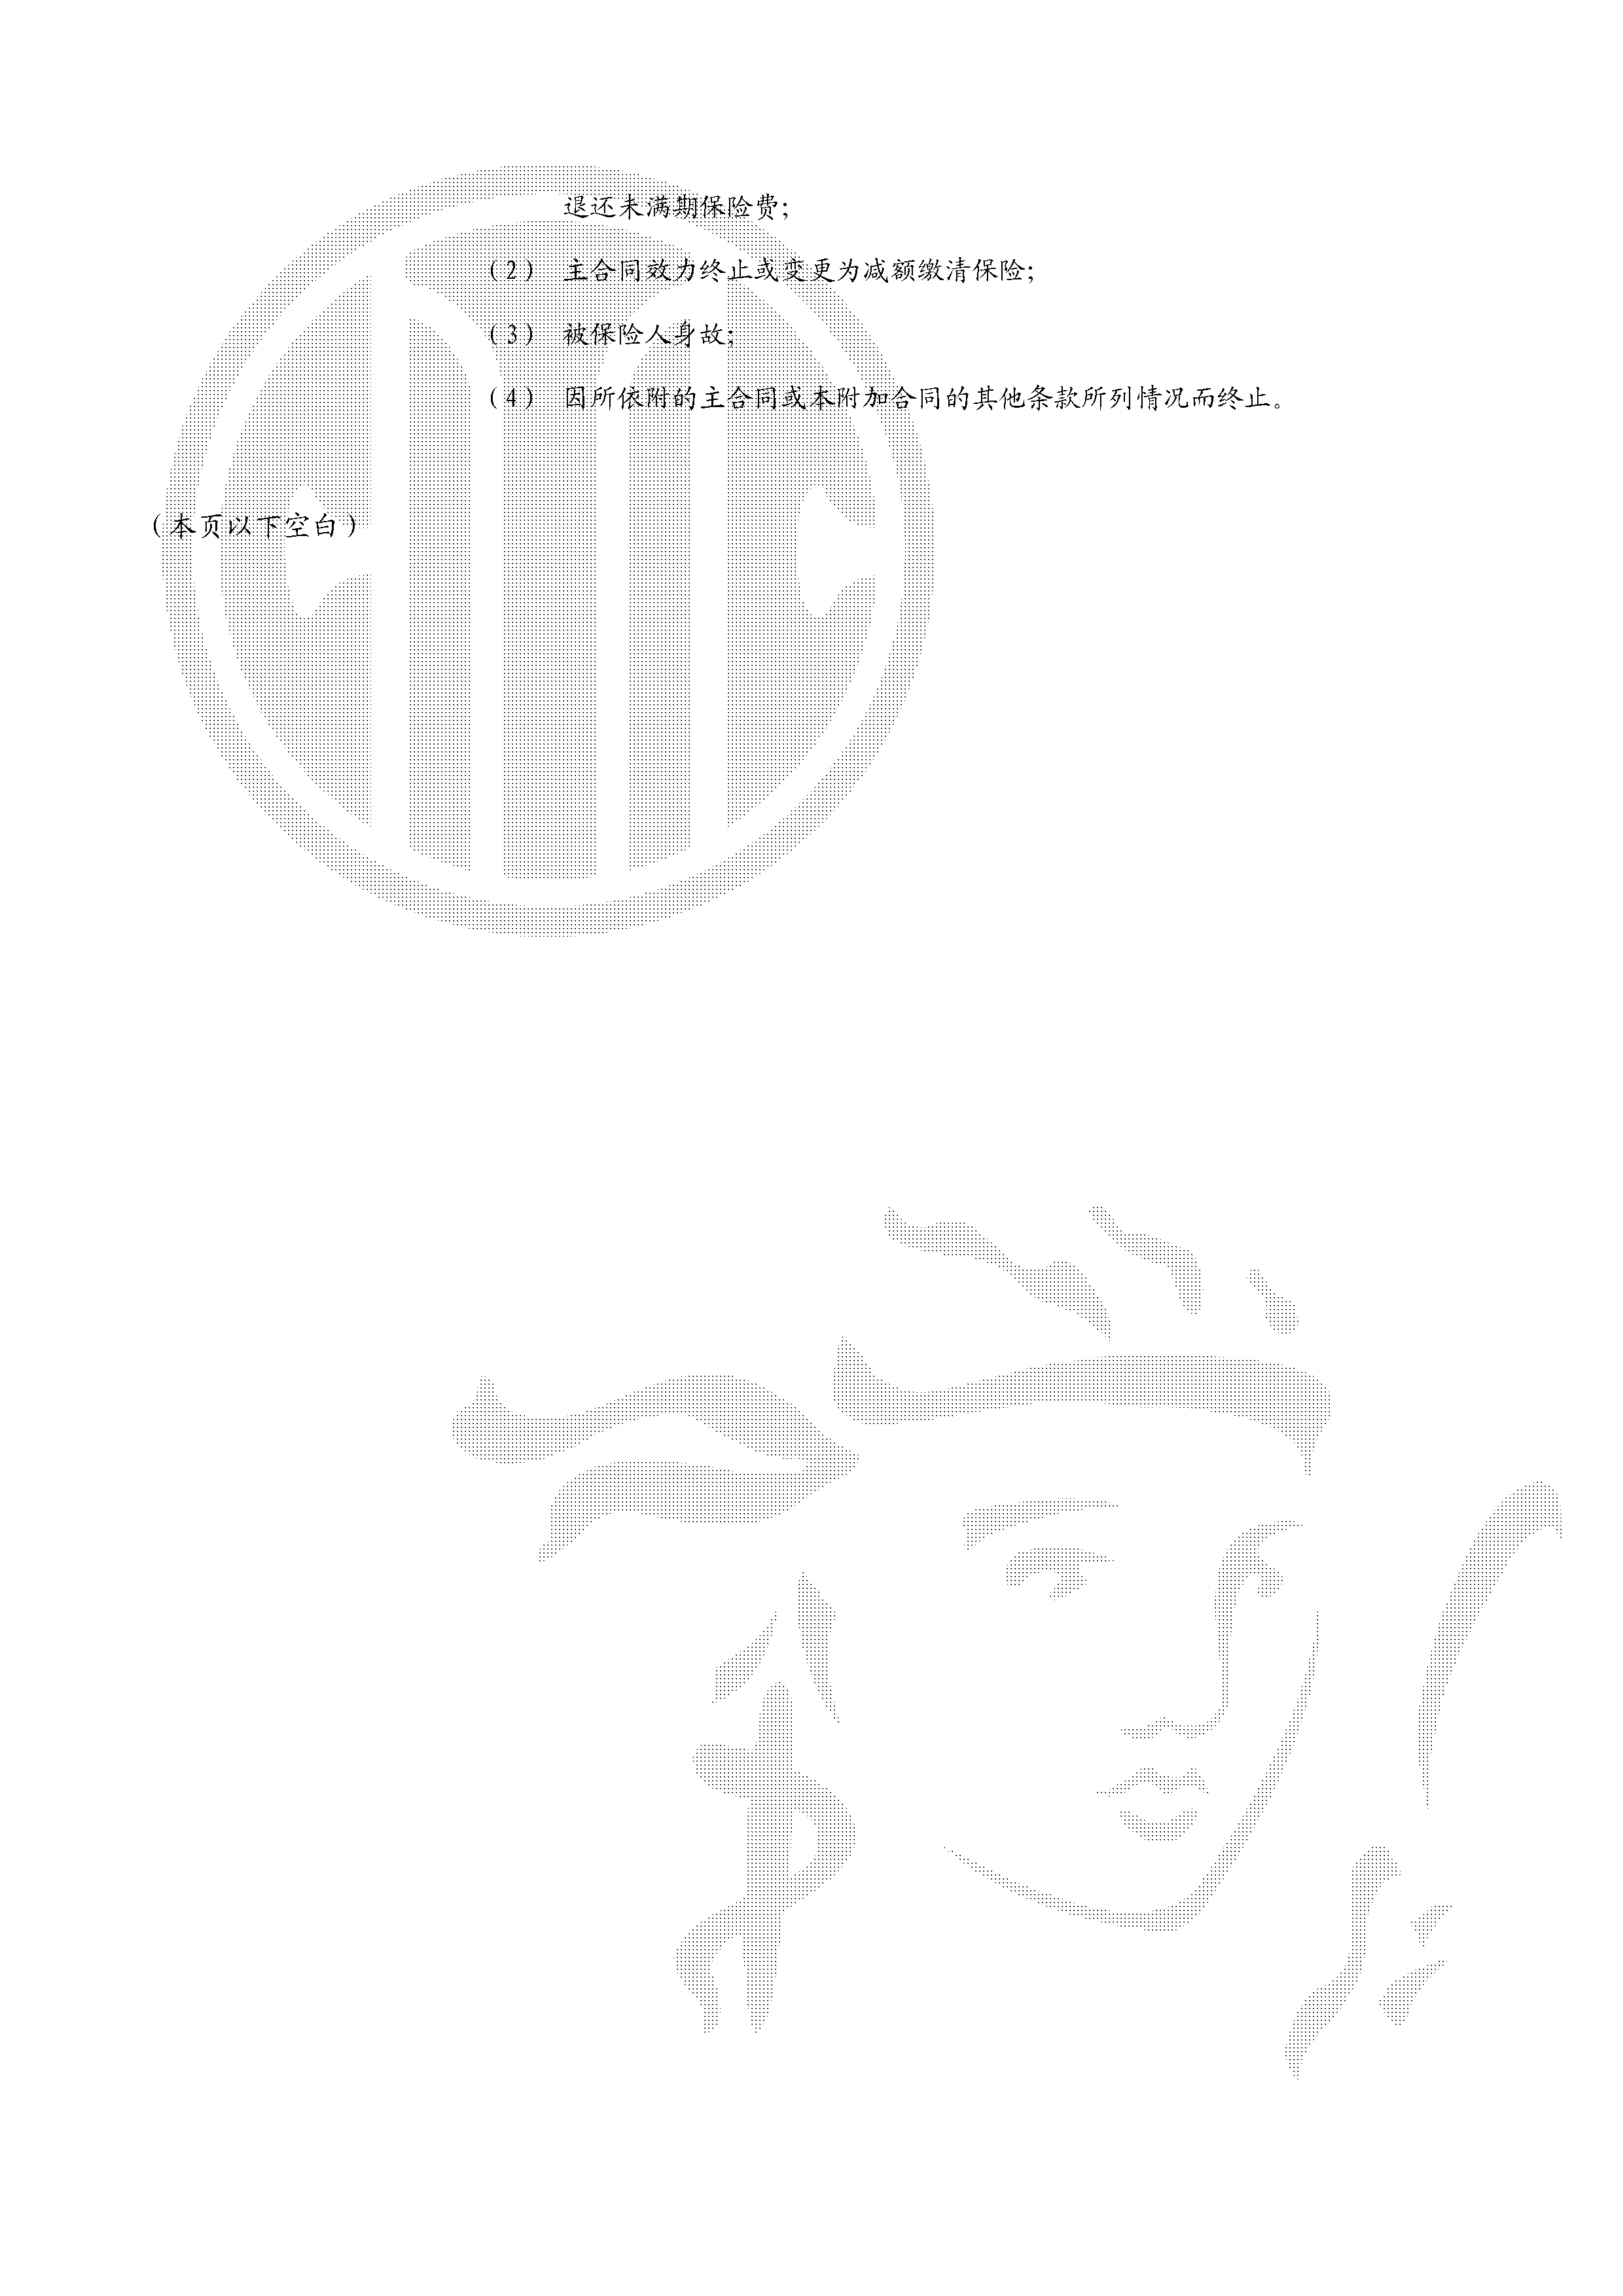 退还未满期保险费；
（2） 主合同效力终止或变更为减额缴清保险；
（3） 被保险人身故；
（4） 因所依附的主合同或本附加合同的其他条款所列情况而终止。
（本页以下空白）